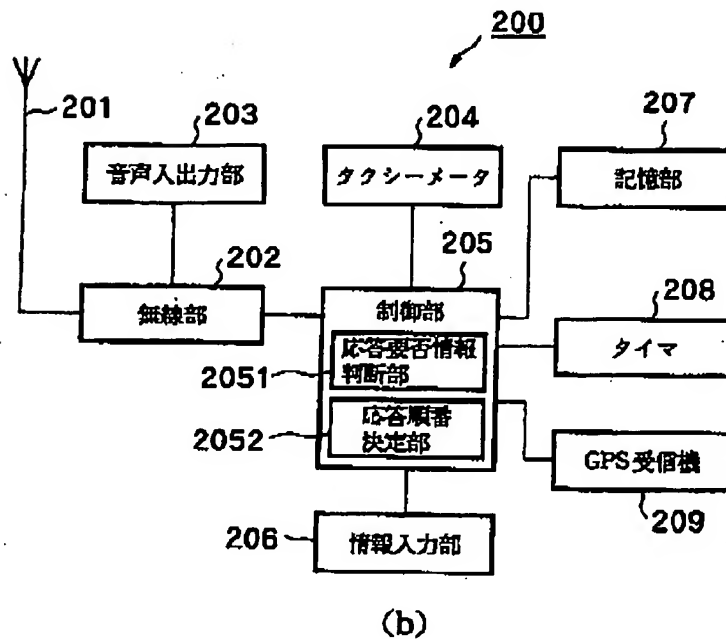 200
201
203
204
207
音声入出力部
タクシーメータ
記憶部
202
205
208
無線部
制御部
タイマ
2051
応答要否情報
判断部
2052
応答順番
決定部
GPS受信機
209
206
情報入力部
(b)